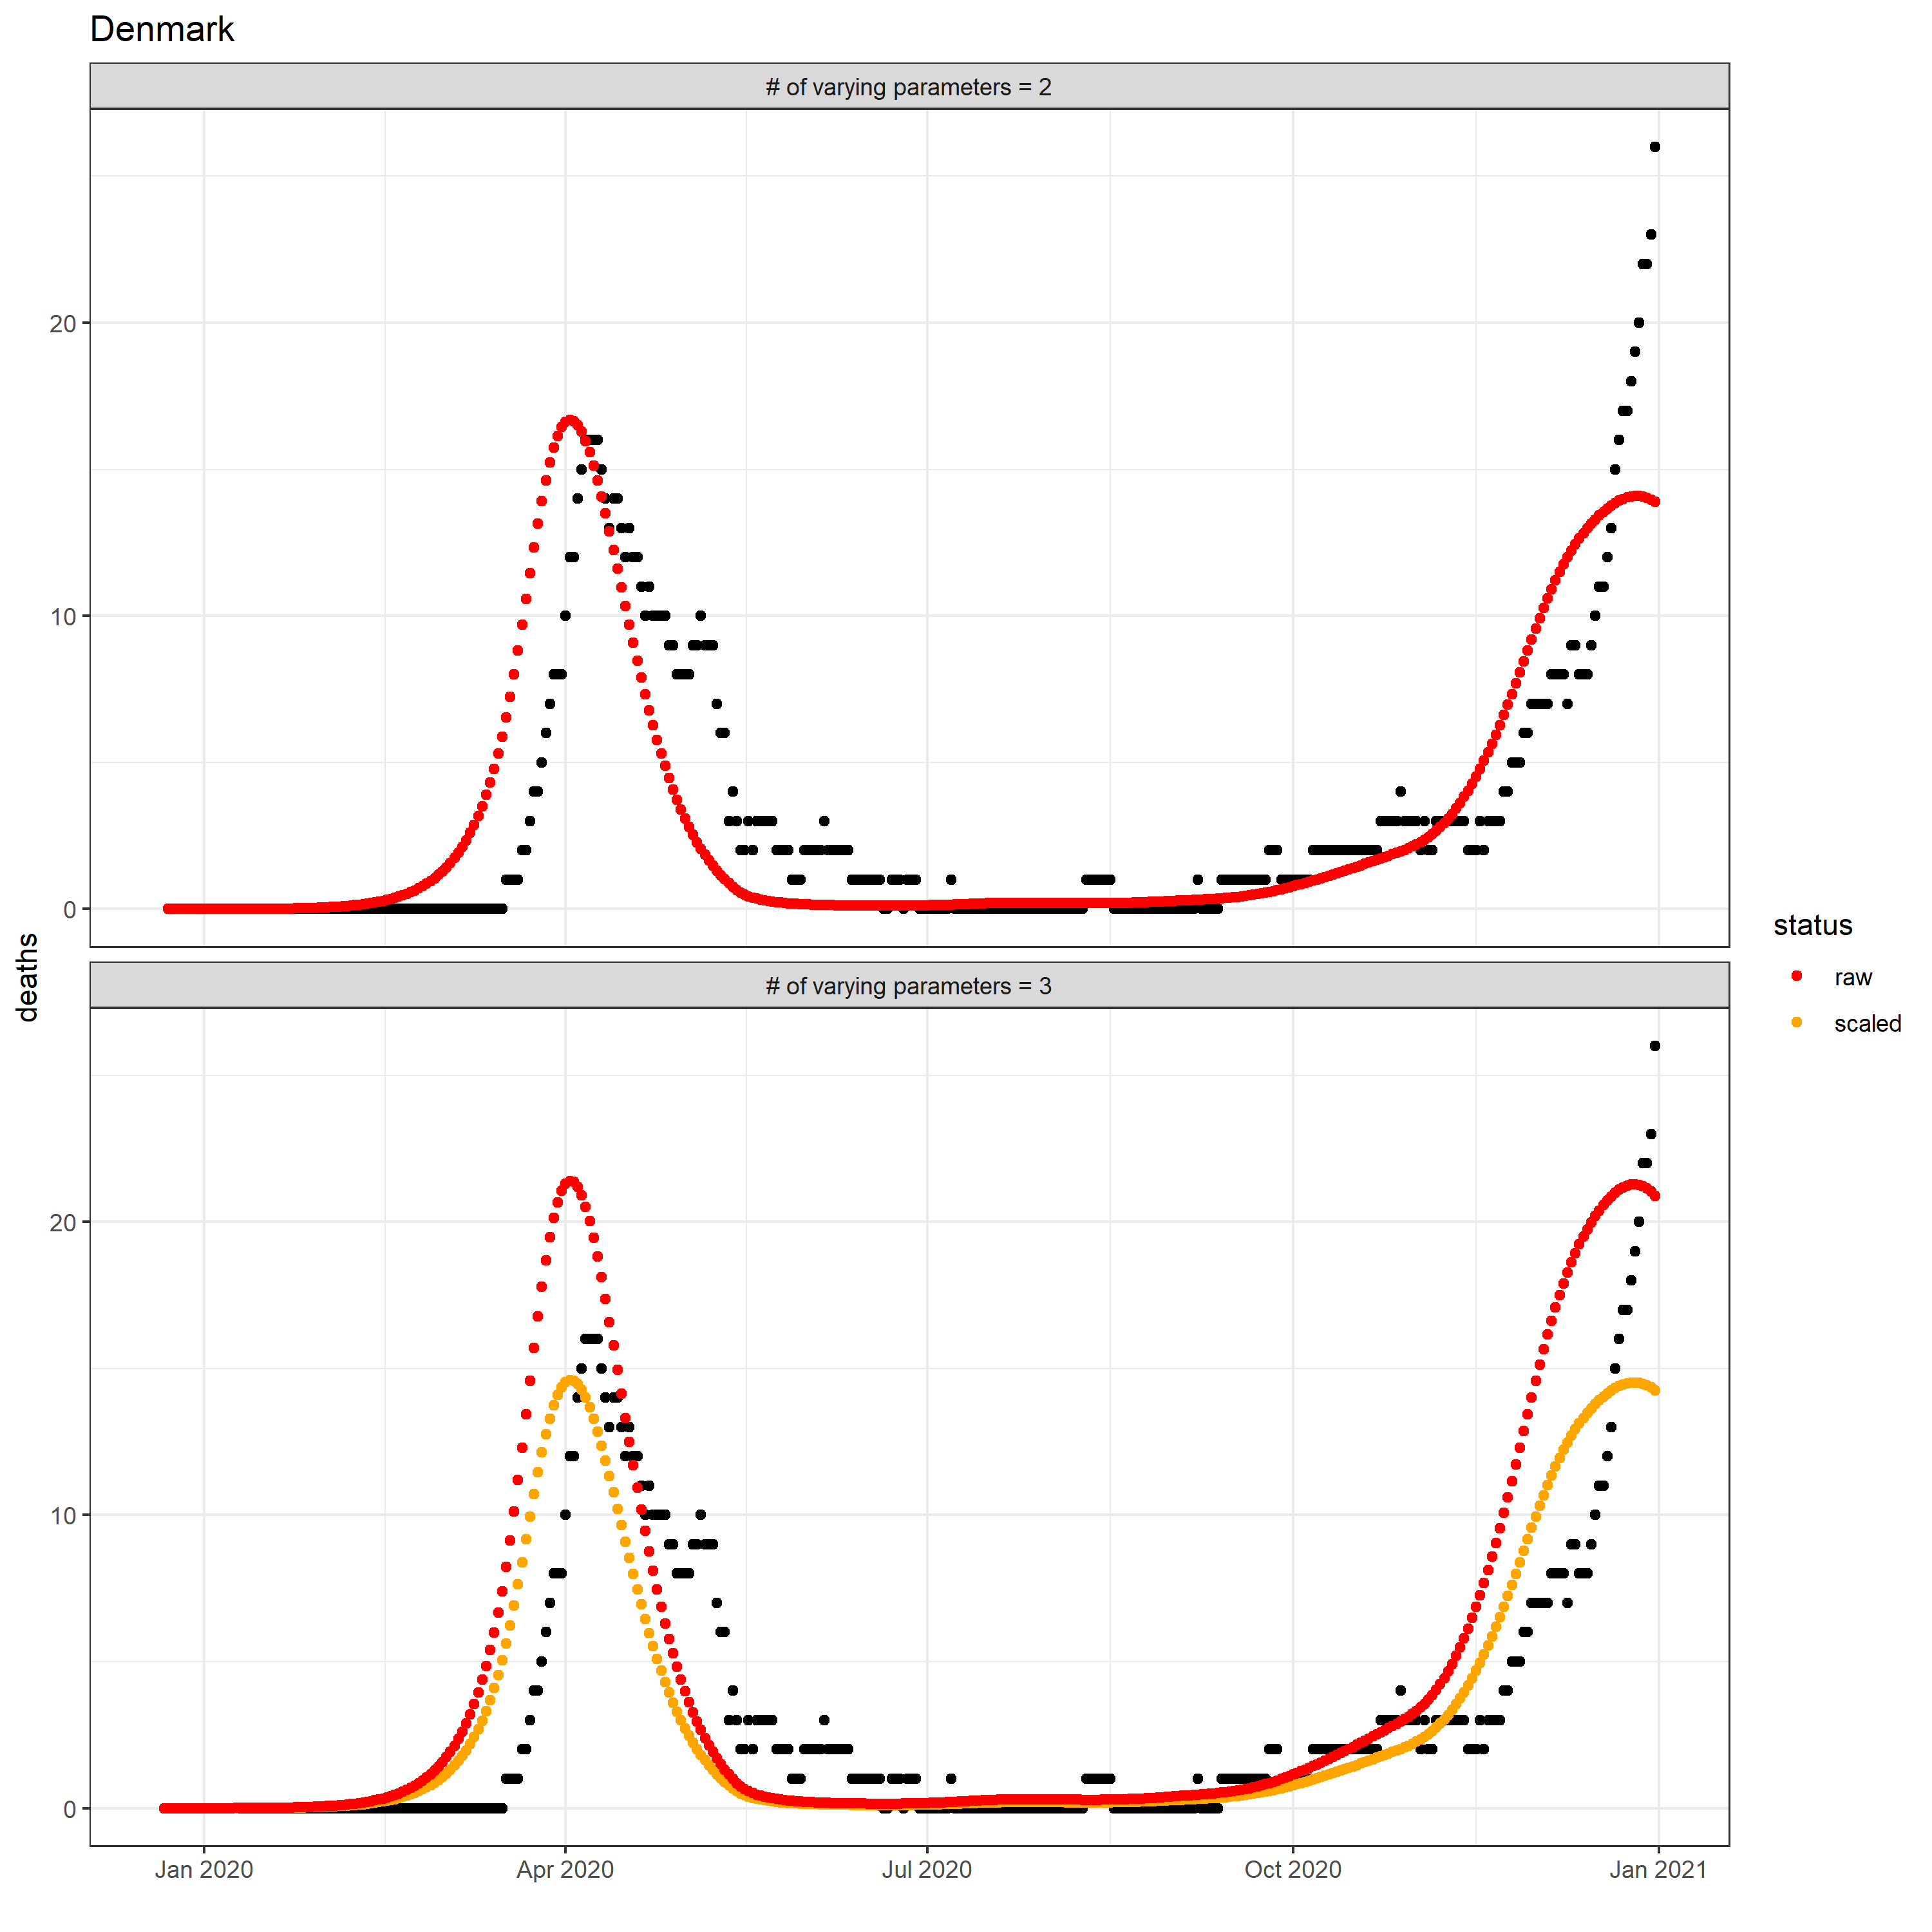 Denmark
# of varying parameters = 2
20
10
0
deaths
# of varying parameters = 3
20
10
0
Jan 2020
Apr 2020
Jul 2020
Oct 2020
Jan 2021
status
raw
scaled